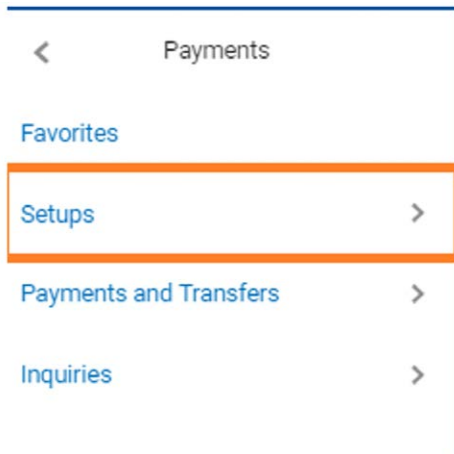 Payments
Favorites
Setups
Payments and Transfers
Inquiries